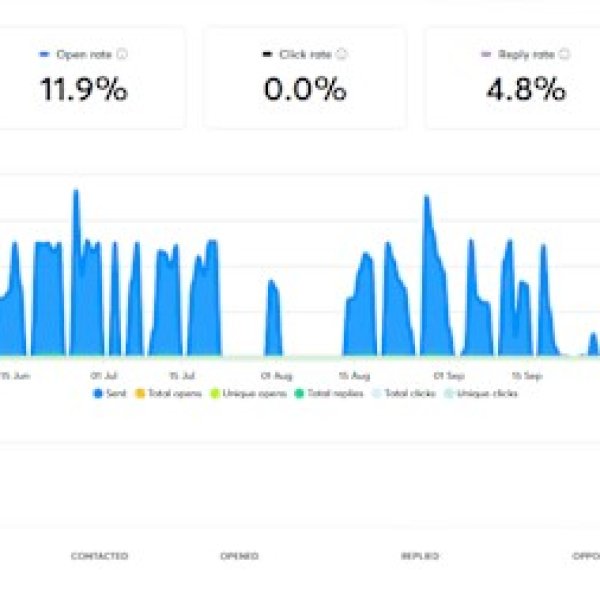 Open rate
Click rate
Reply rate
11.9%
0.0%
4.8%
15 Jun
01 Jul
15 Jul
01 Aug
15 Aug
01 Sep
15 Sep
Sent
Total opens
Unique opens
Total replies
Total clicks
Unique clicks
CONTACTED
OPENED
REPLIED
OPPO